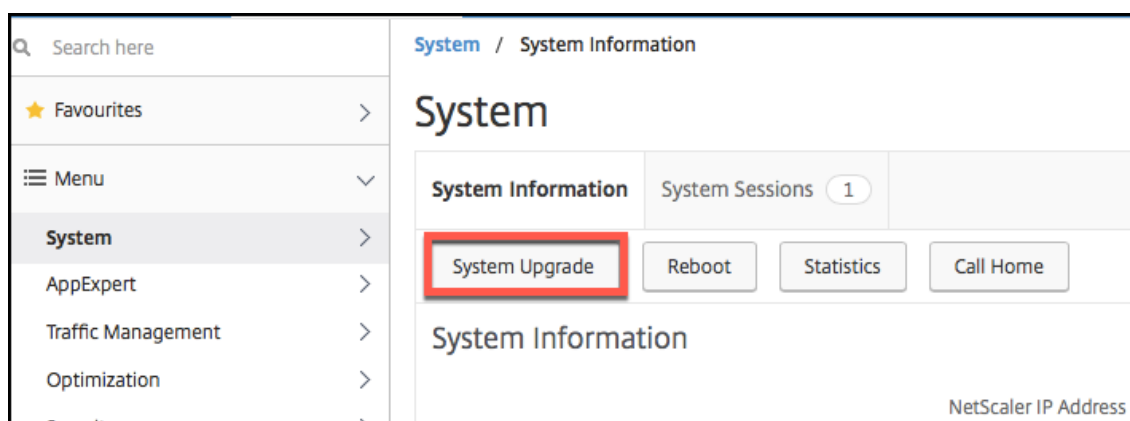 Search here
Favourites
Menu
System
AppExpert
Traffic Management
Optimization
System / System Information
System
System Information
System Sessions 1
System Upgrade
Reboot
Statistics
Call Home
System Information
NetScaler IP Address